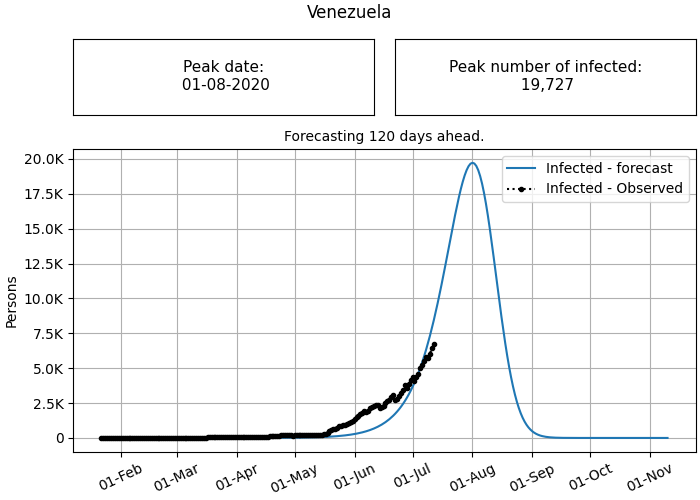 Venezuela
Peak date:
01-08-2020
Peak number of infected:
19,727
Forecasting 120 days ahead.
Infected - forecast
Infected - Observed
Persons
20.0K
17.5K
15.0K
12.5K
10.0K
7.5K
5.0K
2.5K
0
01-Feb
01-Mar
01-Apr
01-May
01-Jun
01-Jul
01-Aug
01-Sep
01-Oct
01-Nov